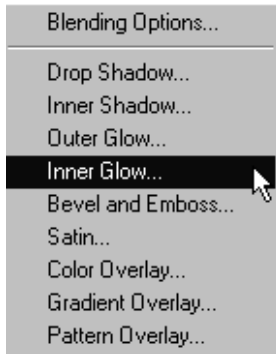 Blending Options...
Drop Shadow...
Inner Shadow...
Outer Glow...
Inner Glow...
Bevel and Emboss...
Satin...
Color Overlay...
Gradient Overlay...
Pattern Overlay...